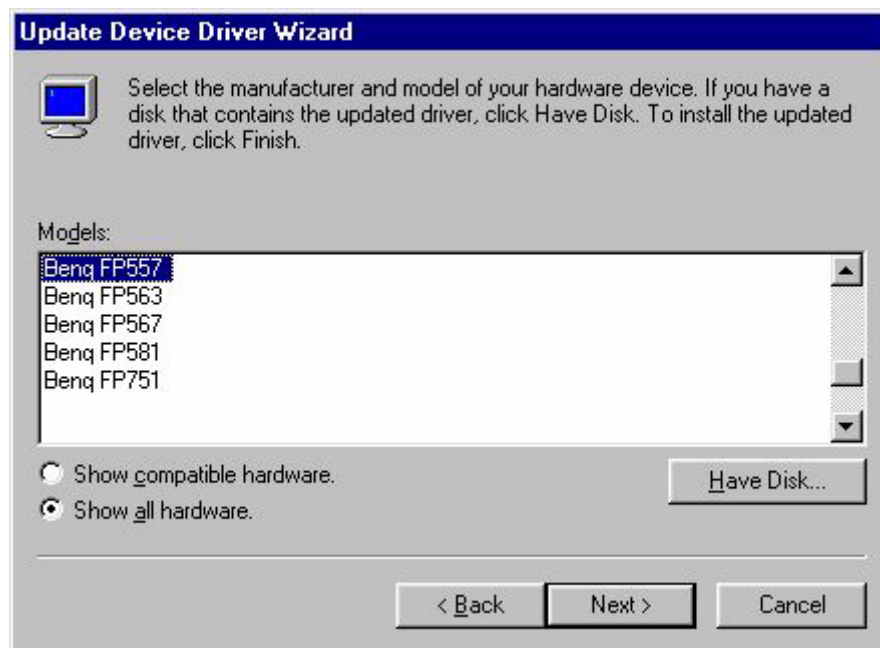 Update Device Driver Wizard
Select the manufacturer and model of your hardware device. If you have a
disk that contains the updated driver, click Have Disk. To install the updated
driver, click Finish.
Models:
Benq FP557
Benq FP563
Benq FP567
Benq FP581
Benq FP751
Show compatible hardware.
Show all hardware.
Have Disk...
< Back
Next >
Cancel